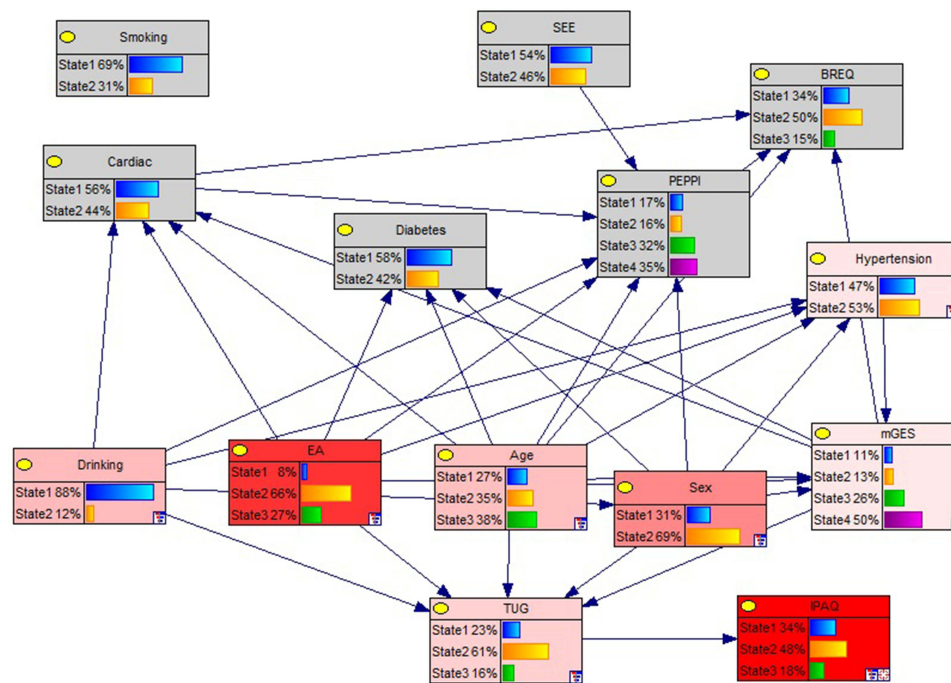 Smoking
State1 69%
State2 31%
SEE
State1 54%
State2 46%
BREQ
State1 34%
State2 50%
State3 15%
Cardiac
State1 56%
State2 44%
PEPPI
State1 17%
State2 16%
State3 32%
State4 35%
Diabetes
State1 58%
State2 42%
Hypertension
State1 47%
State2 53%
Drinking
State1 88%
State2 12%
EA
State1 8%
State2 66%
State3 27%
Age
State1 27%
State2 35%
State3 38%
Sex
State1 31%
State2 69%
mGES
State1 11%
State2 13%
State3 26%
State4 50%
TUG
State1 23%
State2 61%
State3 16%
IPAQ
State1 34%
State2 48%
State3 18%